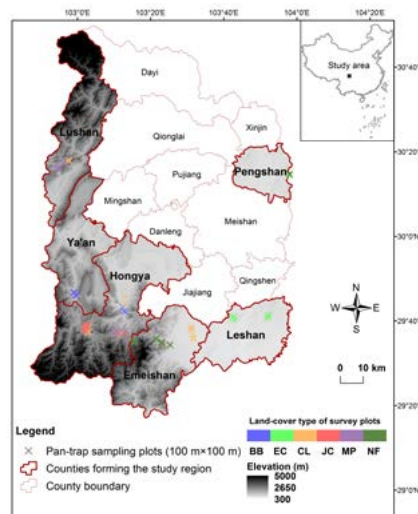 103°0'E 103°20'E 103°40'E 104°0'E 104°20'E
Study area
Dayi
Lushan
Qionglai
Xinjin
30°20'N
Pujiang
Pengshan
Mingshan
Ya'an
Danleng
Meishan
30°0'N
Hongya
Qingshen
Jiajiang
N
W E
S
29°40'N
Leshan
Emeishan
0 10 km
29°20'N
Legend
Pan-trap sampling plots (100 m×100 m)
Counties forming the study region
County boundary
Land-cover type of survey plots
BB EC CL JC MP NF
Elevation (m)
5000
2650
300
29°0'N